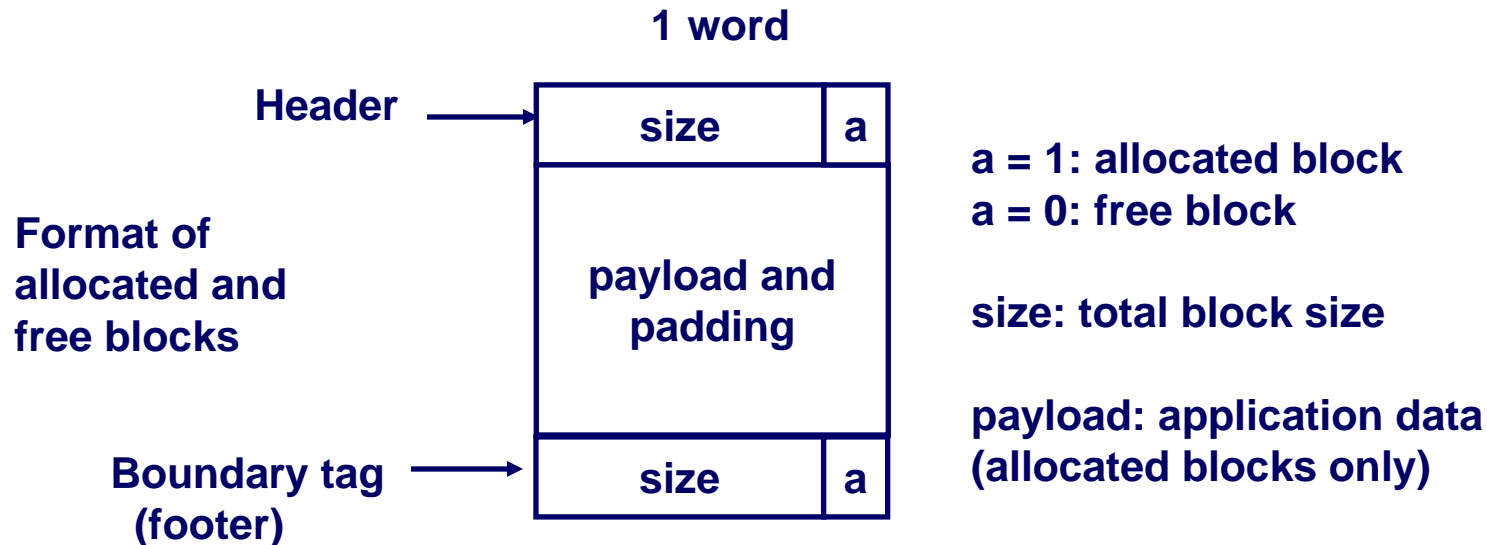 1 word
Header
size a
Format of
allocated and
free blocks
payload and
padding
a = 1: allocated block
a = 0: free block
size: total block size
payload: application data
(allocated blocks only)
Boundary tag
(footer)
size a